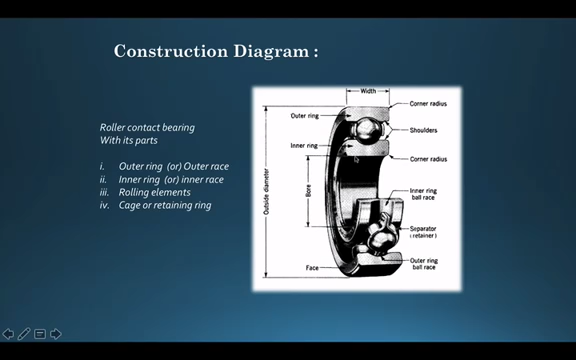 Construction Diagram :
Roller contact bearing
With its parts
i. Outer ring (or) Outer race
ii. Inner ring (or) inner race
iii. Rolling elements
iv. Cage or retaining ring
Width
Corner radius
Outer ring
Shoulders
Inner ring
Corner radius
Outside diameter
Bore
Inner ring
ball race
Separator
(retainer)
Outer ring
ball race
Face